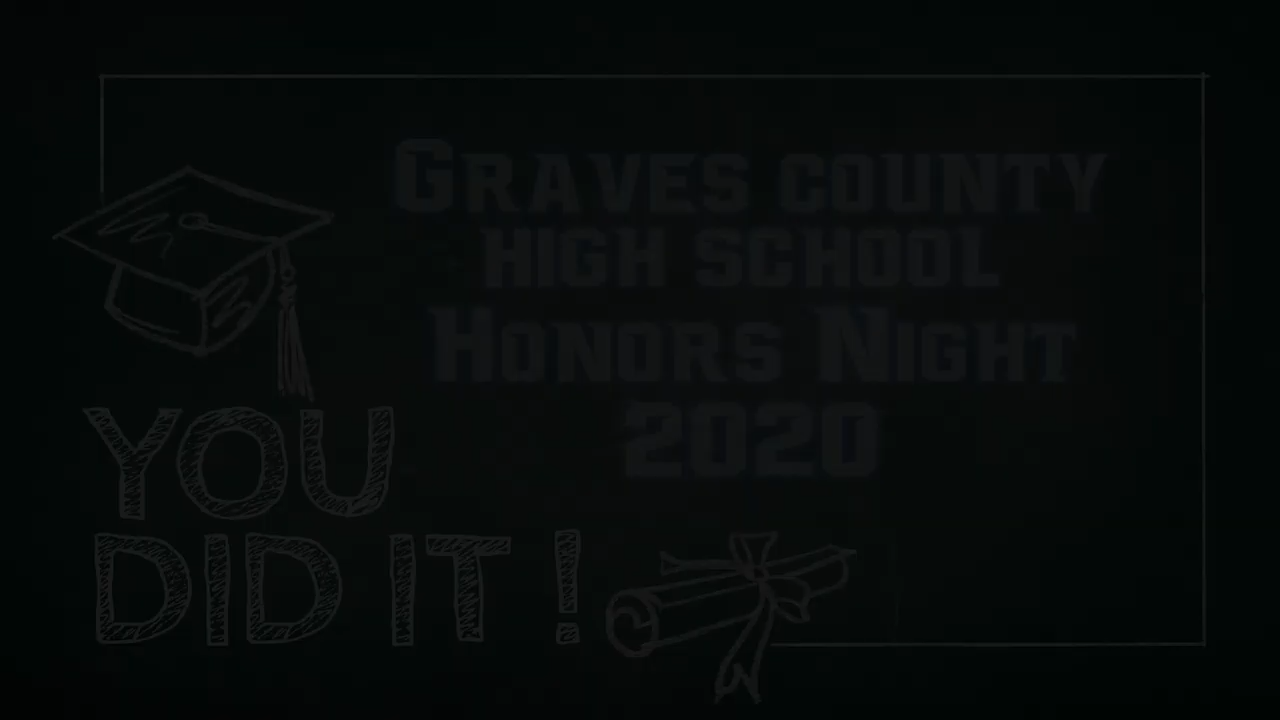 GRAVES COUNTY
HIGH SCHOOL
HONORS NIGHT
2020
YOU
DID IT !